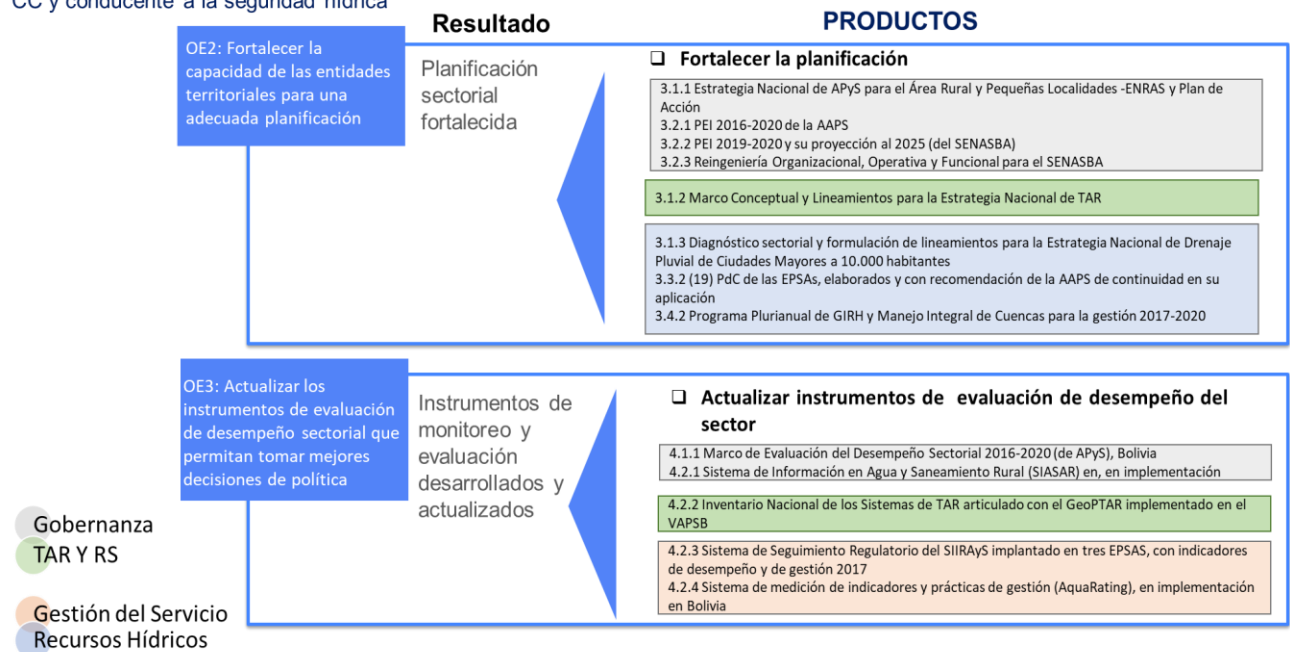 CC y conducente a la seguridad hídrica
Resultado
PRODUCTOS
OE2: Fortalecer la
capacidad de las entidades
territoriales para una
adecuada planificación
Planificación
sectorial
fortalecida
❑ Fortalecer la planificación
3.1.1 Estrategia Nacional de APyS para el Área Rural y Pequeñas Localidades -ENRAS y Plan de
Acción
3.2.1 PEI 2016-2020 de la AAPS
3.2.2 PEI 2019-2020 y su proyección al 2025 (del SENASBA)
3.2.3 Reingeniería Organizacional, Operativa y Funcional para el SENASBA
3.1.2 Marco Conceptual y Lineamientos para la Estrategia Nacional de TAR
3.1.3 Diagnóstico sectorial y formulación de lineamientos para la Estrategia Nacional de Drenaje
Pluvial de Ciudades Mayores a 10.000 habitantes
3.3.2 (19) PdC de las EPSAs, elaborados y con recomendación de la AAPS de continuidad en su
aplicación
3.4.2 Programa Plurianual de GIRH y Manejo Integral de Cuencas para la gestión 2017-2020
OE3: Actualizar los
instrumentos de evaluación
de desempeño sectorial que
permitan tomar mejores
decisiones de política
Instrumentos de
monitoreo y
evaluación
desarrollados y
actualizados
❑ Actualizar instrumentos de evaluación de desempeño del
sector
4.1.1 Marco de Evaluación del Desempeño Sectorial 2016-2020 (de APyS), Bolivia
4.2.1 Sistema de Información en Agua y Saneamiento Rural (SIASAR) en, en implementación
4.2.2 Inventario Nacional de los Sistemas de TAR articulado con el GeoPTAR implementado en el
VAPSB
4.2.3 Sistema de Seguimiento Regulatorio del SIIRAyS implantado en tres EPSAS, con indicadores
de desempeño y de gestión 2017
4.2.4 Sistema de medición de indicadores y prácticas de gestión (AquaRating), en implementación
en Bolivia
Gobernanza
TAR Y RS
Gestión del Servicio
Recursos Hídricos